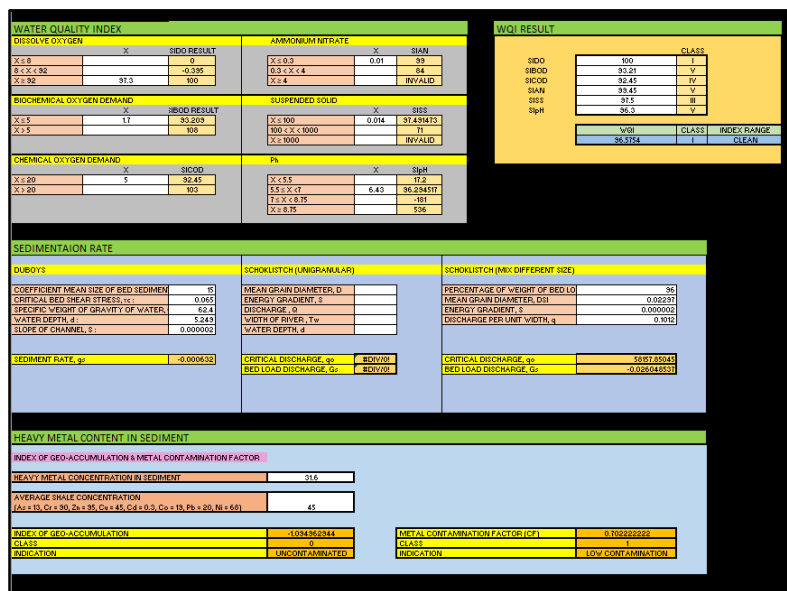 WATER QUALITY INDEX
DISSOLVE OXYGEN
X SIDO RESULT
X ≤ 8 0
8 < X < 92 -0.395
X ≥ 92 97.3 100
AMMONIUM NITRATE
X SIAN
X ≤ 0.3 0.01 99
0.3 < X < 4 84
X ≥ 4 INVALID
BIOCHEMICAL OXYGEN DEMAND
X SIBOD RESULT
X ≤ 5 1.7 93.209
X > 5 108
SUSPENDED SOLID
X SISS
X ≤ 100 0.014 97.491473
100 < X < 1000 71
X ≥ 1000 INVALID
CHEMICAL OXYGEN DEMAND
X SICOD
X ≤ 20 5 92.45
X > 20 103
Ph
X SIpH
X < 5.5 17.2
5.5 ≤ X <7 6.43 96.294517
7 ≤ X < 8.75 -181
X ≥ 8.75 536
WQI RESULT
CLASS
SIDO 100 I
SIBOD 93.21 V
SICOD 92.45 IV
SIAN 99.45 V
SISS 97.5 III
SIpH 96.3 V
WQI CLASS INDEX RANGE
96.5754 I CLEAN
SEDIMENTAION RATE
DUBOYS
COEFFICIENT MEAN SIZE OF BED SEDIMEN 15
CRITICAL BED SHEAR STRESS, τc : 0.065
SPECIFIC WEIGHT OF GRAVITY OF WATER, 62.4
WATER DEPTH, d : 5.249
SLOPE OF CHANNEL, S : 0.000002
SEDIMENT RATE, gs -0.000632
SCHOKLISTCH (UNIGRANULAR)
MEAN GRAIN DIAMETER, D
ENERGY GRADIENT, S
DISCHARGE , Q
WIDTH OF RIVER , Tw
WATER DEPTH, d
CRITICAL DISCHARGE, qo #DIV/0!
BED LOAD DISCHARGE, Gs #DIV/0!
SCHOKLISTCH (MIX DIFFERENT SIZE)
PERCENTAGE OF WEIGHT OF BED LO 96
MEAN GRAIN DIAMETER, DSI 0.02297
ENERGY GRADIENT, S 0.000002
DISCHARGE PER UNIT WIDTH, q 0.1012
CRITICAL DISCHARGE, qo 58157.85045
BED LOAD DISCHARGE, Gs -0.026048537
HEAVY METAL CONTENT IN SEDIMENT
INDEX OF GEO-ACCUMULATION & METAL CONTAMINATION FACTOR
HEAVY METAL CONCENTRATION IN SEDIMENT 31.6
AVERAGE SHALE CONCENTRATION
(As = 13, Cr = 90, Zn = 95, Cu = 45, Cd = 0.3, Co = 19, Pb = 20, Ni = 68) 45
INDEX OF GEO-ACCUMULATION -1.094962944
CLASS 0
INDICATION UNCONTAMINATED
METAL CONTAMINATION FACTOR (CF) 0.702222222
CLASS 1
INDICATION LOW CONTAMINATION